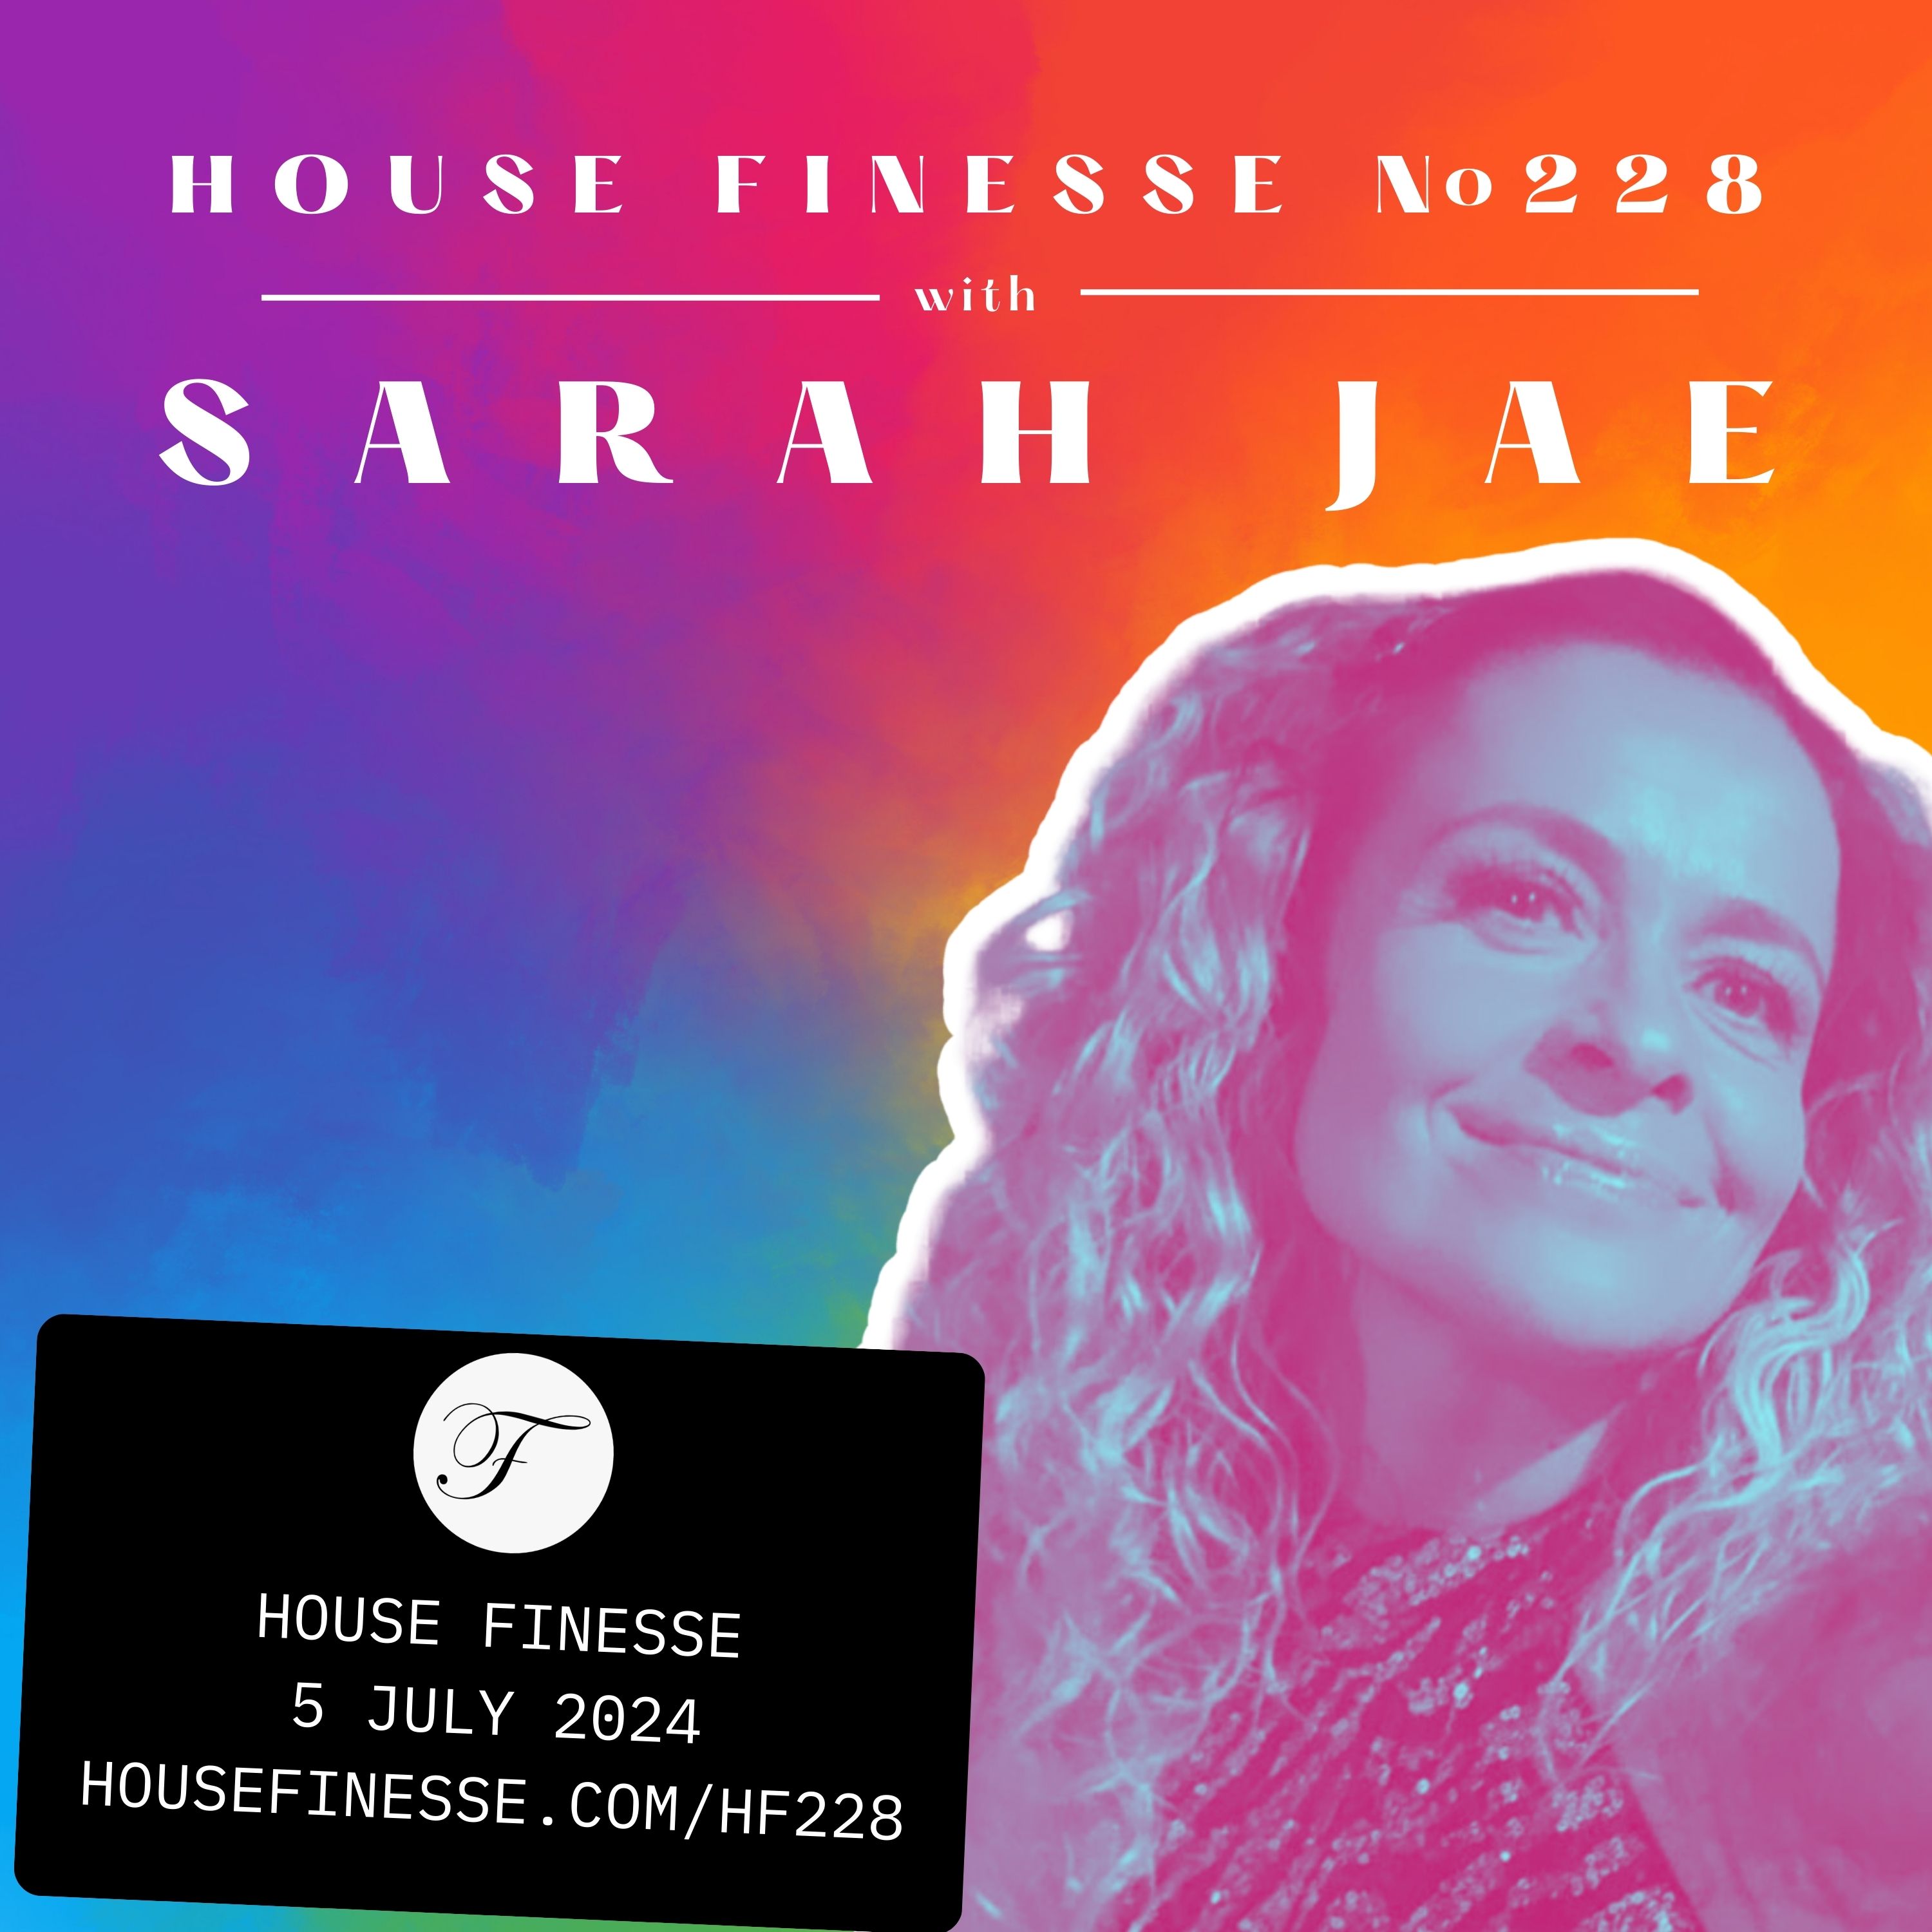 HOUSE FINESSE No228
with
SARAH JAE
F
HOUSE FINESSE
5 JULY 2024
HOUSEFINESSE.COM/HF228